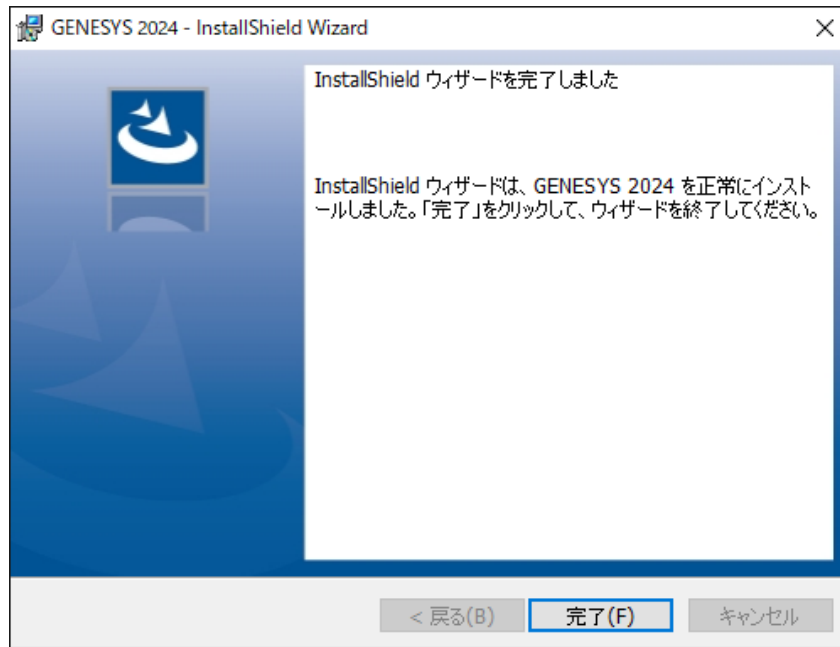 GENESYS 2024 - InstallShield Wizard
InstallShield ウィザードを完了しました
InstallShield ウィザードは、GENESYS 2024 を正常にインスト
ールしました。「完了」をクリックして、ウィザードを終了してください。
< 戻る(B)
完了(F)
キャンセル